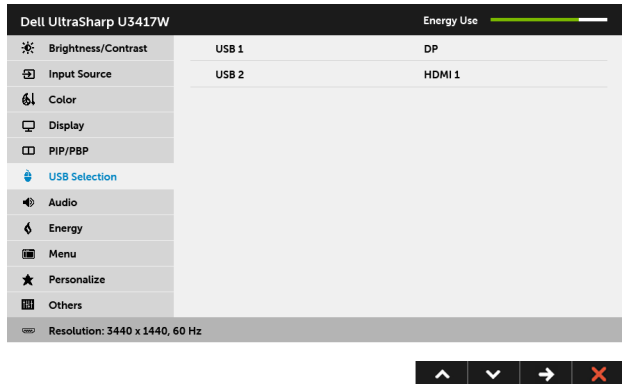 Dell UltraSharp U3417W Energy Use
Brightness/Contrast USB 1 DP
Input Source USB 2 HDMI 1
Color
Display
PIP/PBP
USB Selection
Audio
Energy
Menu
Personalize
Others
Resolution: 3440 x 1440, 60 Hz